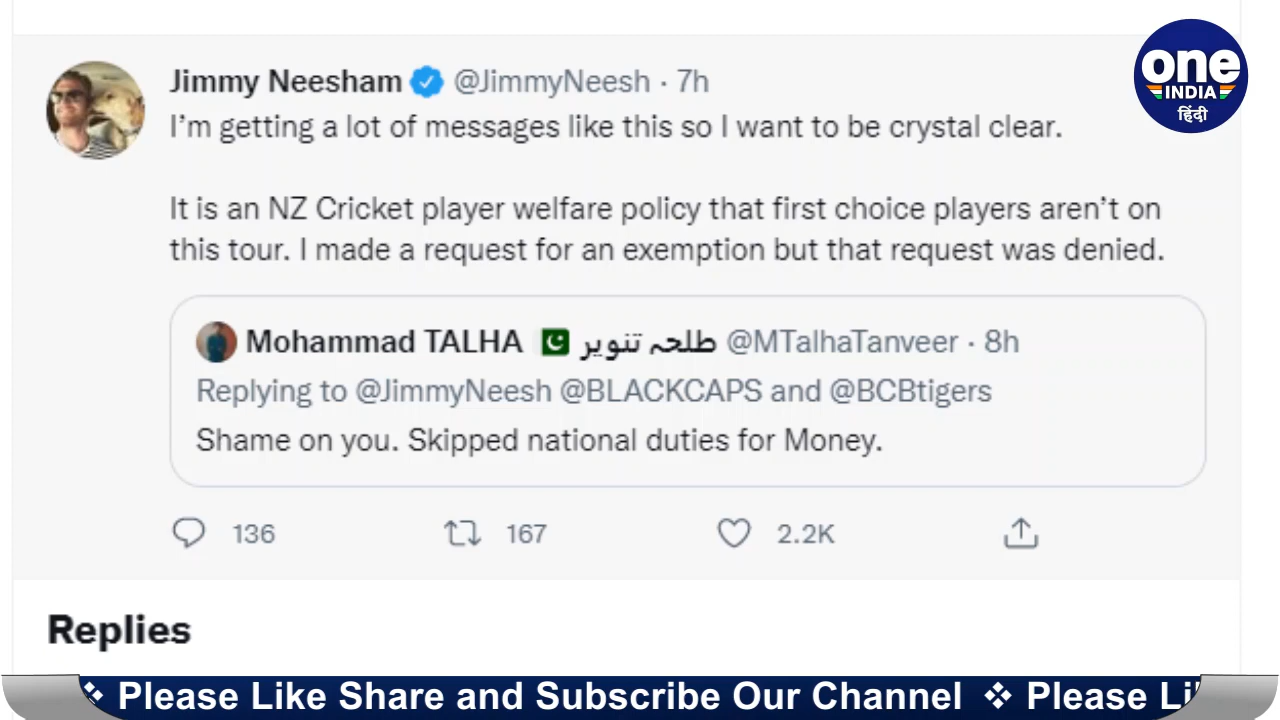 one
INDIA
हिंदी
Jimmy Neesham @JimmyNeesh · 7h
I'm getting a lot of messages like this so I want to be crystal clear.
It is an NZ Cricket player welfare policy that first choice players aren't on
this tour. I made a request for an exemption but that request was denied.
Mohammad TALHA طلحہ تنویر @MTalhaTanveer · 8h
Replying to @JimmyNeesh @BLACKCAPS and @BCBtigers
Shame on you. Skipped national duties for Money.
136 167 2.2K
Replies
❖ Please Like Share and Subscribe Our Channel ❖ Please Li